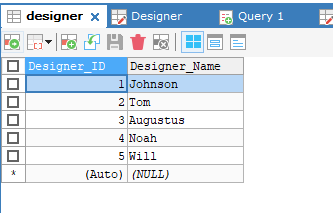 designer Designer Query 1
Designer_ID Designer_Name
1 Johnson
2 Tom
3 Augustus
4 Noah
5 Will
* (Auto) (NULL)